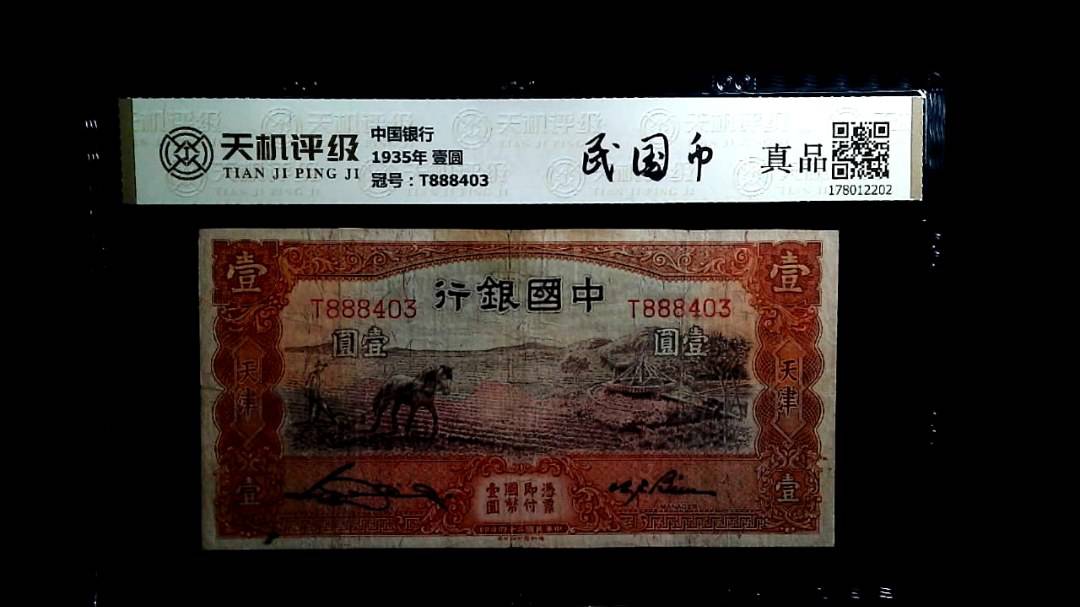 天机评级
TIAN JI PING JI
中国银行
1935年 壹圆
冠号：T888403
民国币
真品
178012202
壹
壹
行銀國中
T888403
T888403
圓壹
圓壹
天津
天津
壹
壹
憑票
即付
國幣
壹圓
MANAGER